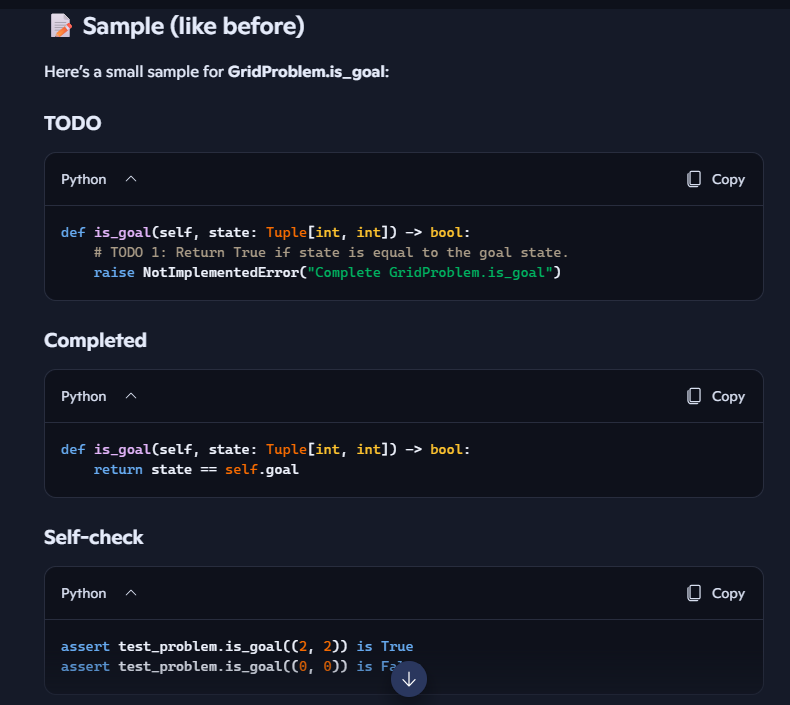 📝 Sample (like before)
Here’s a small sample for GridProblem.is_goal:
TODO
Python
Copy
def is_goal(self, state: Tuple[int, int]) -> bool:
    # TODO 1: Return True if state is equal to the goal state.
    raise NotImplementedError("Complete GridProblem.is_goal")
Completed
Python
Copy
def is_goal(self, state: Tuple[int, int]) -> bool:
    return state == self.goal
Self-check
Python
Copy
assert test_problem.is_goal((2, 2)) is True
assert test_problem.is_goal((0, 0)) is